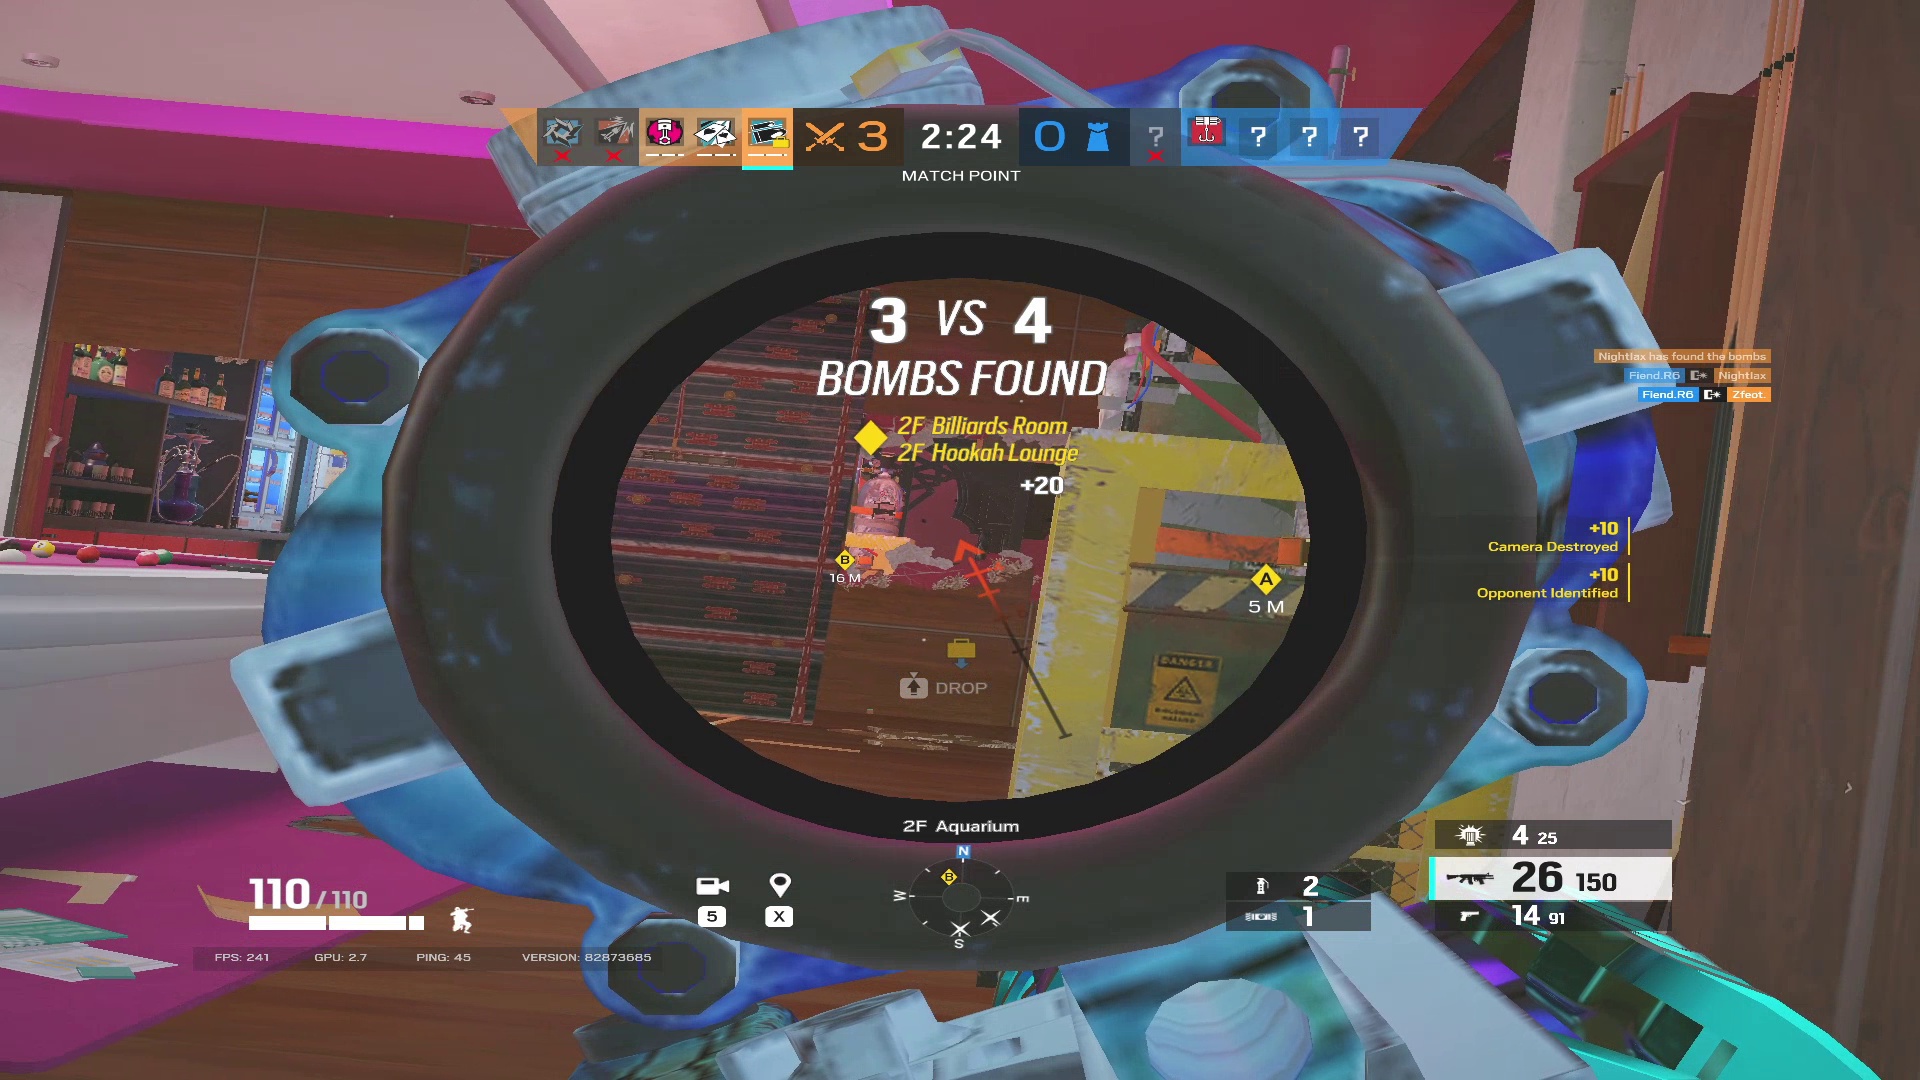 3 2:24 0 ? ? ? ?
MATCH POINT
3 VS 4
BOMBS FOUND
2F Billiards Room
2F Hookah Lounge
+20
Nightlax has found the bombs
Fiend.R6 Nightlax
Fiend.R6 Zfeot.
+10
Camera Destroyed
+10
Opponent Identified
B
16 M
A
5 M
DROP
DANGER
2F Aquarium
N
B
W E
S
110 / 110
5 X
2
1
4 25
26 150
14 91
FPS: 241 GPU: 2.7 PING: 45 VERSION: 82873685